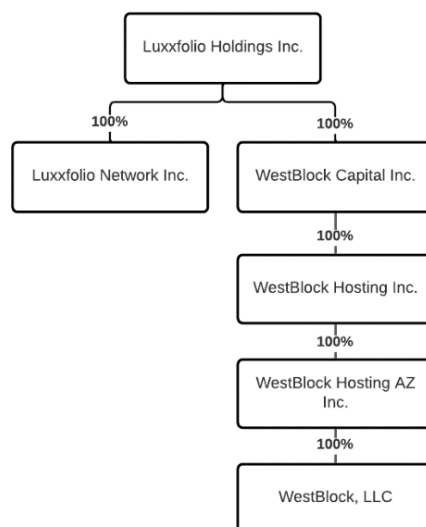 Luxxfolio Holdings Inc.
100%
100%
Luxxfolio Network Inc.
WestBlock Capital Inc.
100%
WestBlock Hosting Inc.
100%
WestBlock Hosting AZ
Inc.
100%
WestBlock, LLC